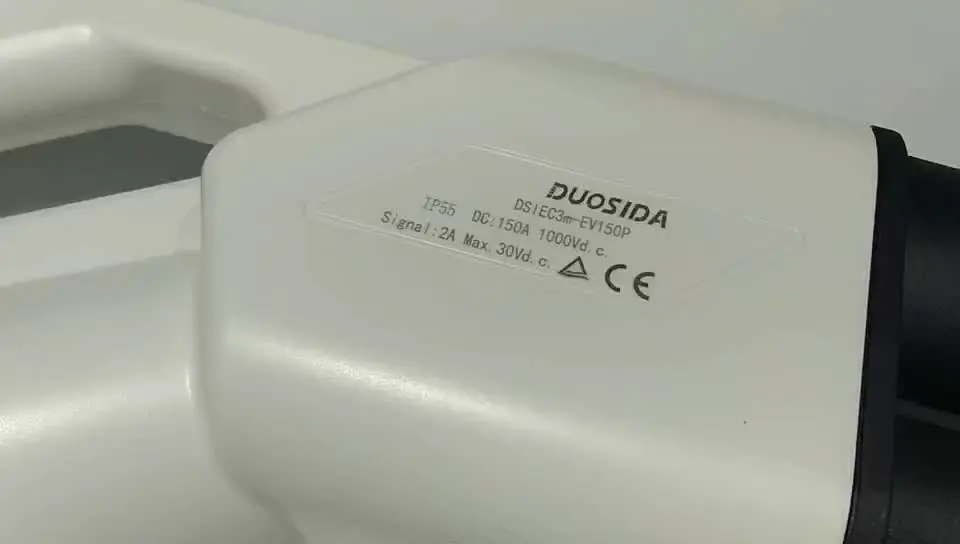 DUOSIDA
DSIEC3m-EV150P
IP55 DC:150A 1000Vd.c.
Signal:2A Max.30Vd.c. CE